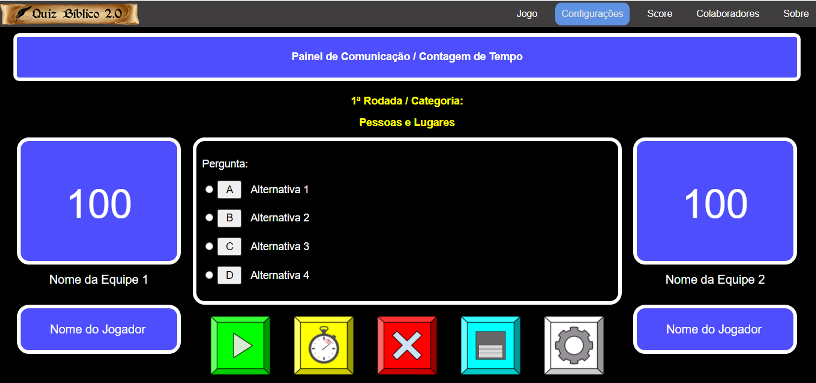 Quiz Bíblico 2.0
Jogo Configurações Score Colaboradores Sobre
Painel de Comunicação / Contagem de Tempo
1ª Rodada / Categoria:
Pessoas e Lugares
100
Nome da Equipe 1
Nome do Jogador
Pergunta:
A Alternativa 1
B Alternativa 2
C Alternativa 3
D Alternativa 4
100
Nome da Equipe 2
Nome do Jogador